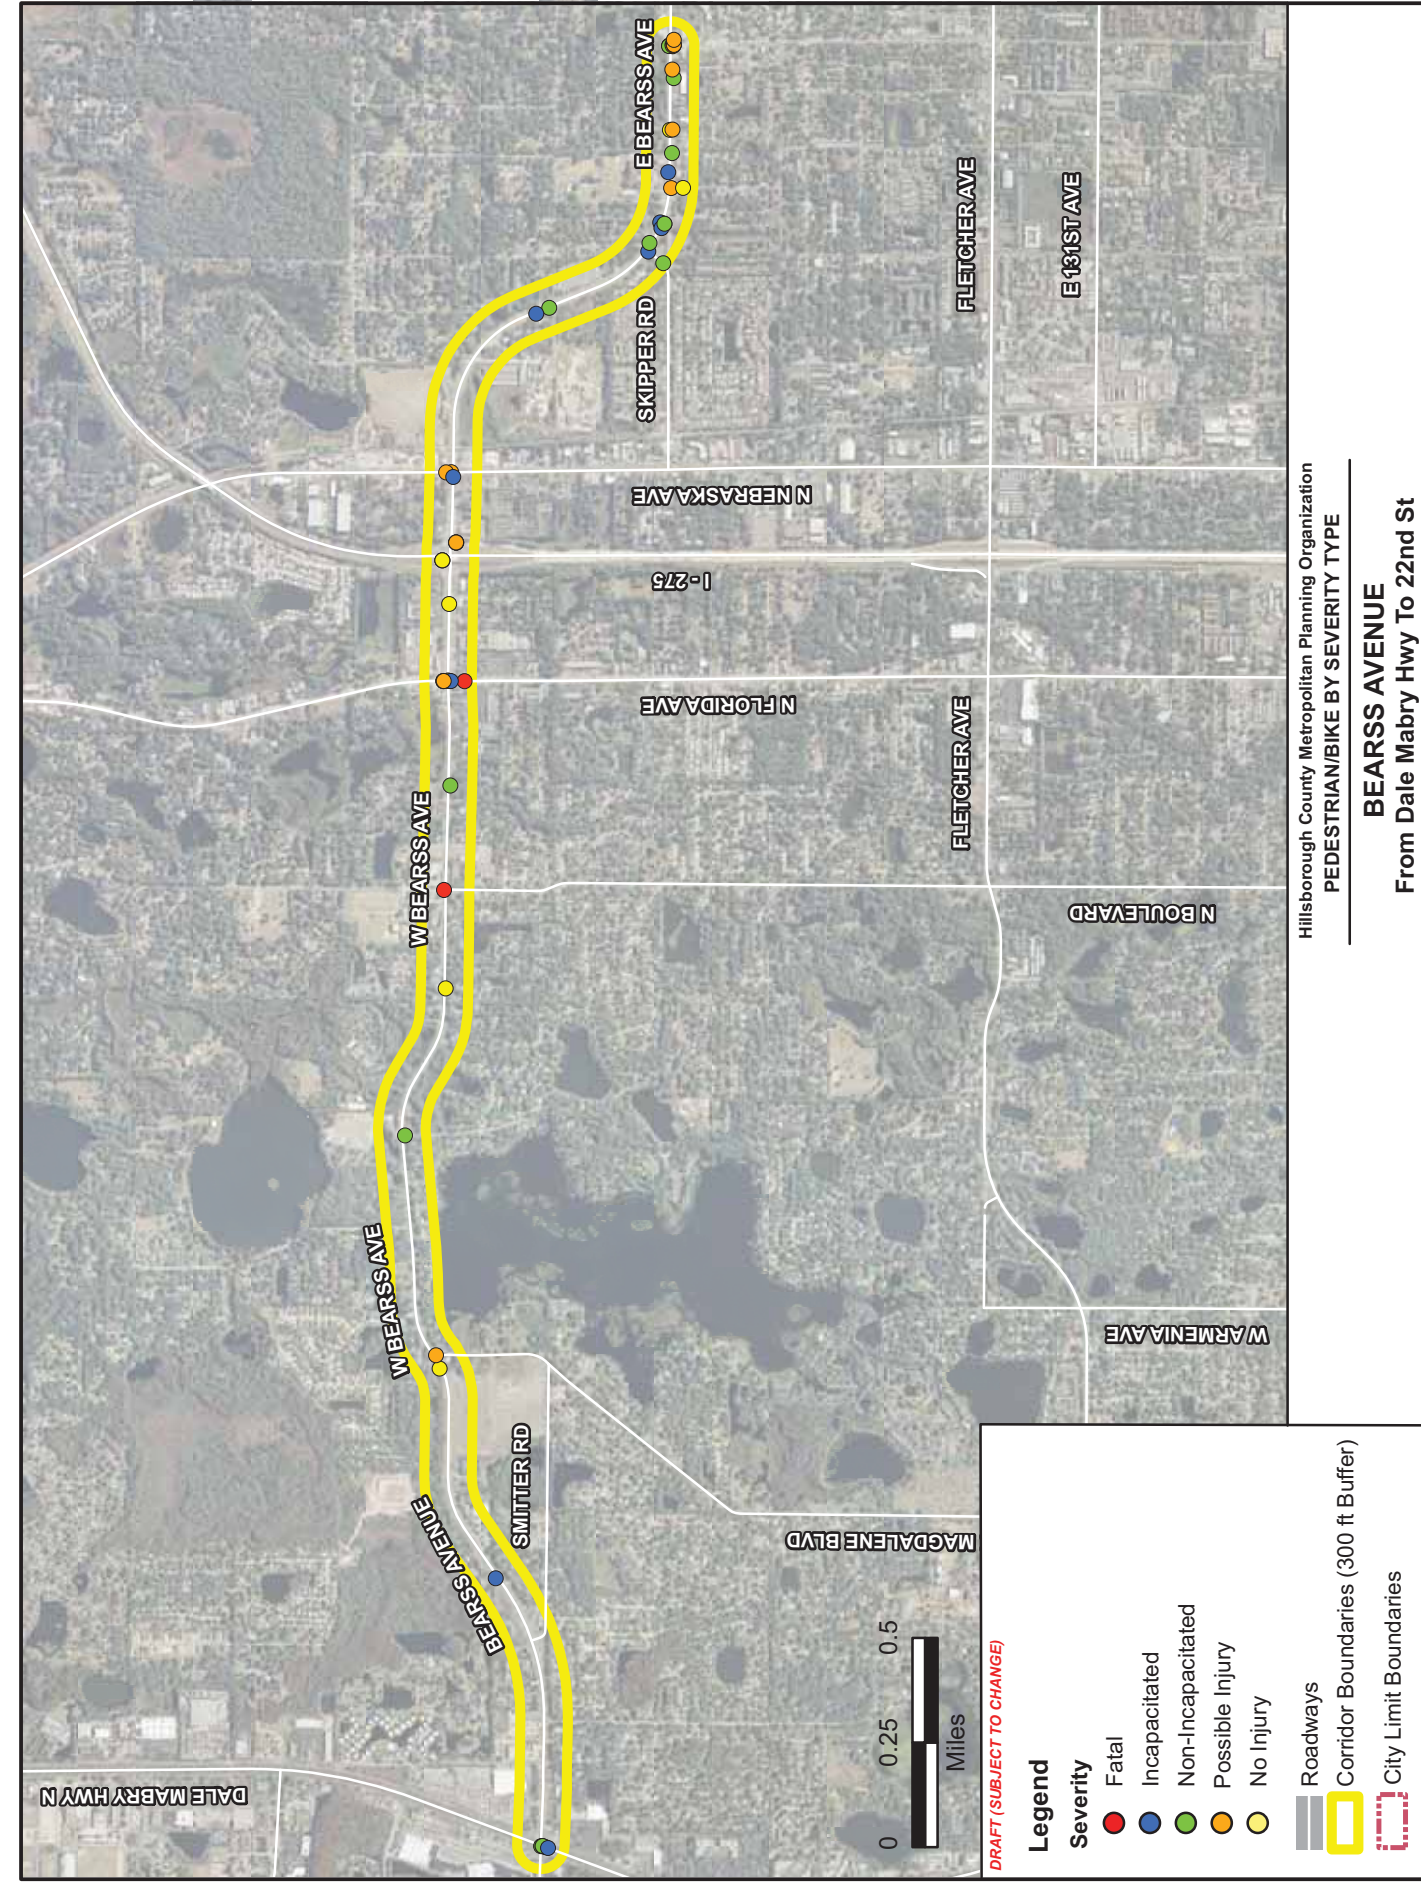 DALE MABRY HWY N
BEARSS AVENUE
SMITTER RD
MAGDALENE BLVD
W BEARSS AVE
W ARMENIA AVE
W BEARSS AVE
N BOULEVARD
FLETCHER AVE
N FLORIDA AVE
I - 275
N NEBRASKA AVE
SKIPPER RD
E BEARSS AVE
FLETCHER AVE
E 131ST AVE
0 0.25 0.5
Miles
DRAFT (SUBJECT TO CHANGE)
Legend
Severity
Fatal
Incapacitated
Non-Incapacitated
Possible Injury
No Injury
Roadways
Corridor Boundaries (300 ft Buffer)
City Limit Boundaries
Hillsborough County Metropolitan Planning Organization
PEDESTRIAN/BIKE BY SEVERITY TYPE
BEARSS AVENUE
From Dale Mabry Hwy To 22nd St